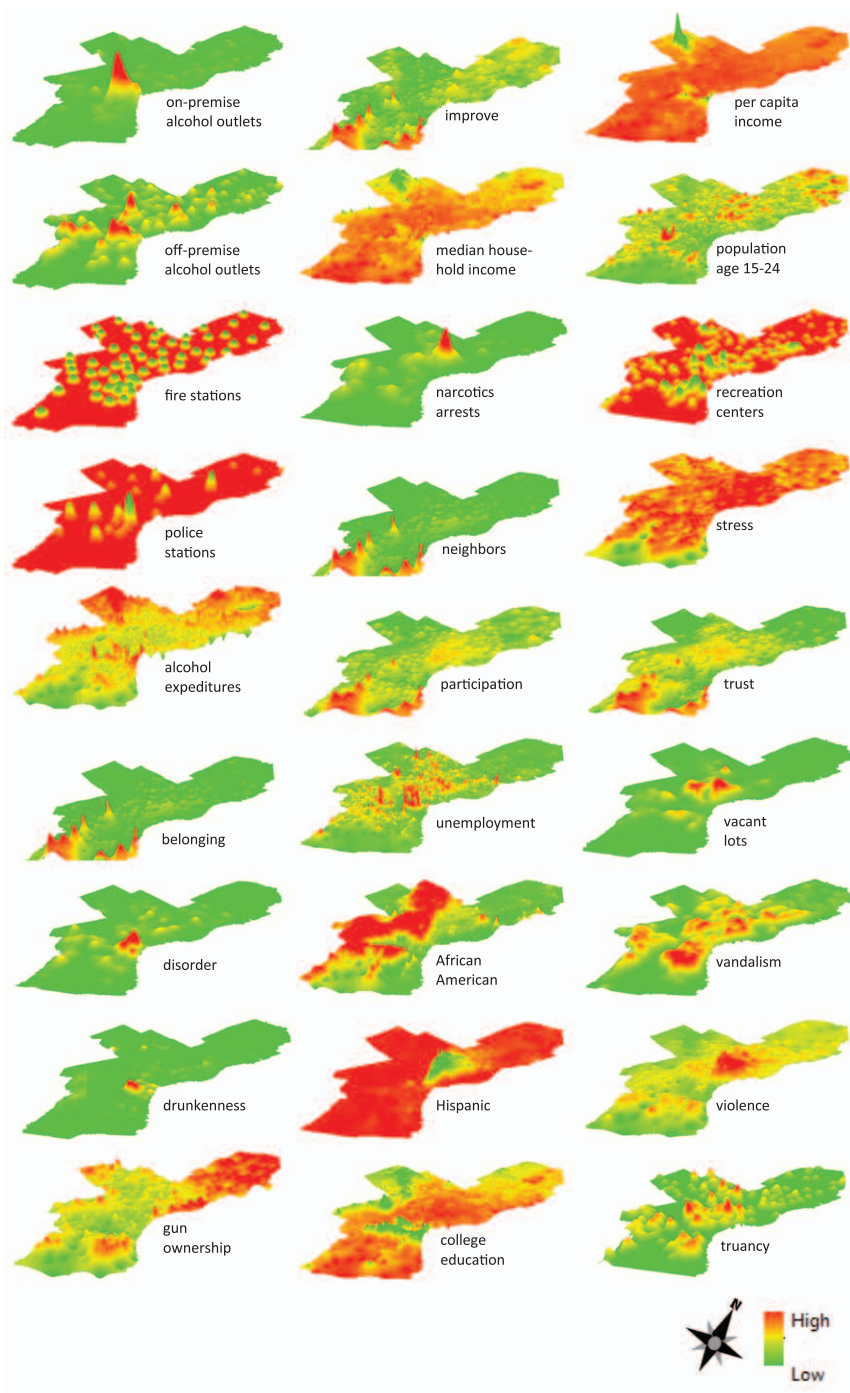 on-premise
alcohol outlets
improve
per capita
income
off-premise
alcohol outlets
median house-
hold income
population
age 15-24
fire stations
narcotics
arrests
recreation
centers
police
stations
neighbors
stress
alcohol
expeditures
participation
trust
belonging
unemployment
vacant
lots
disorder
African
American
vandalism
drunkenness
Hispanic
violence
gun
ownership
college
education
truancy
N
High
Low